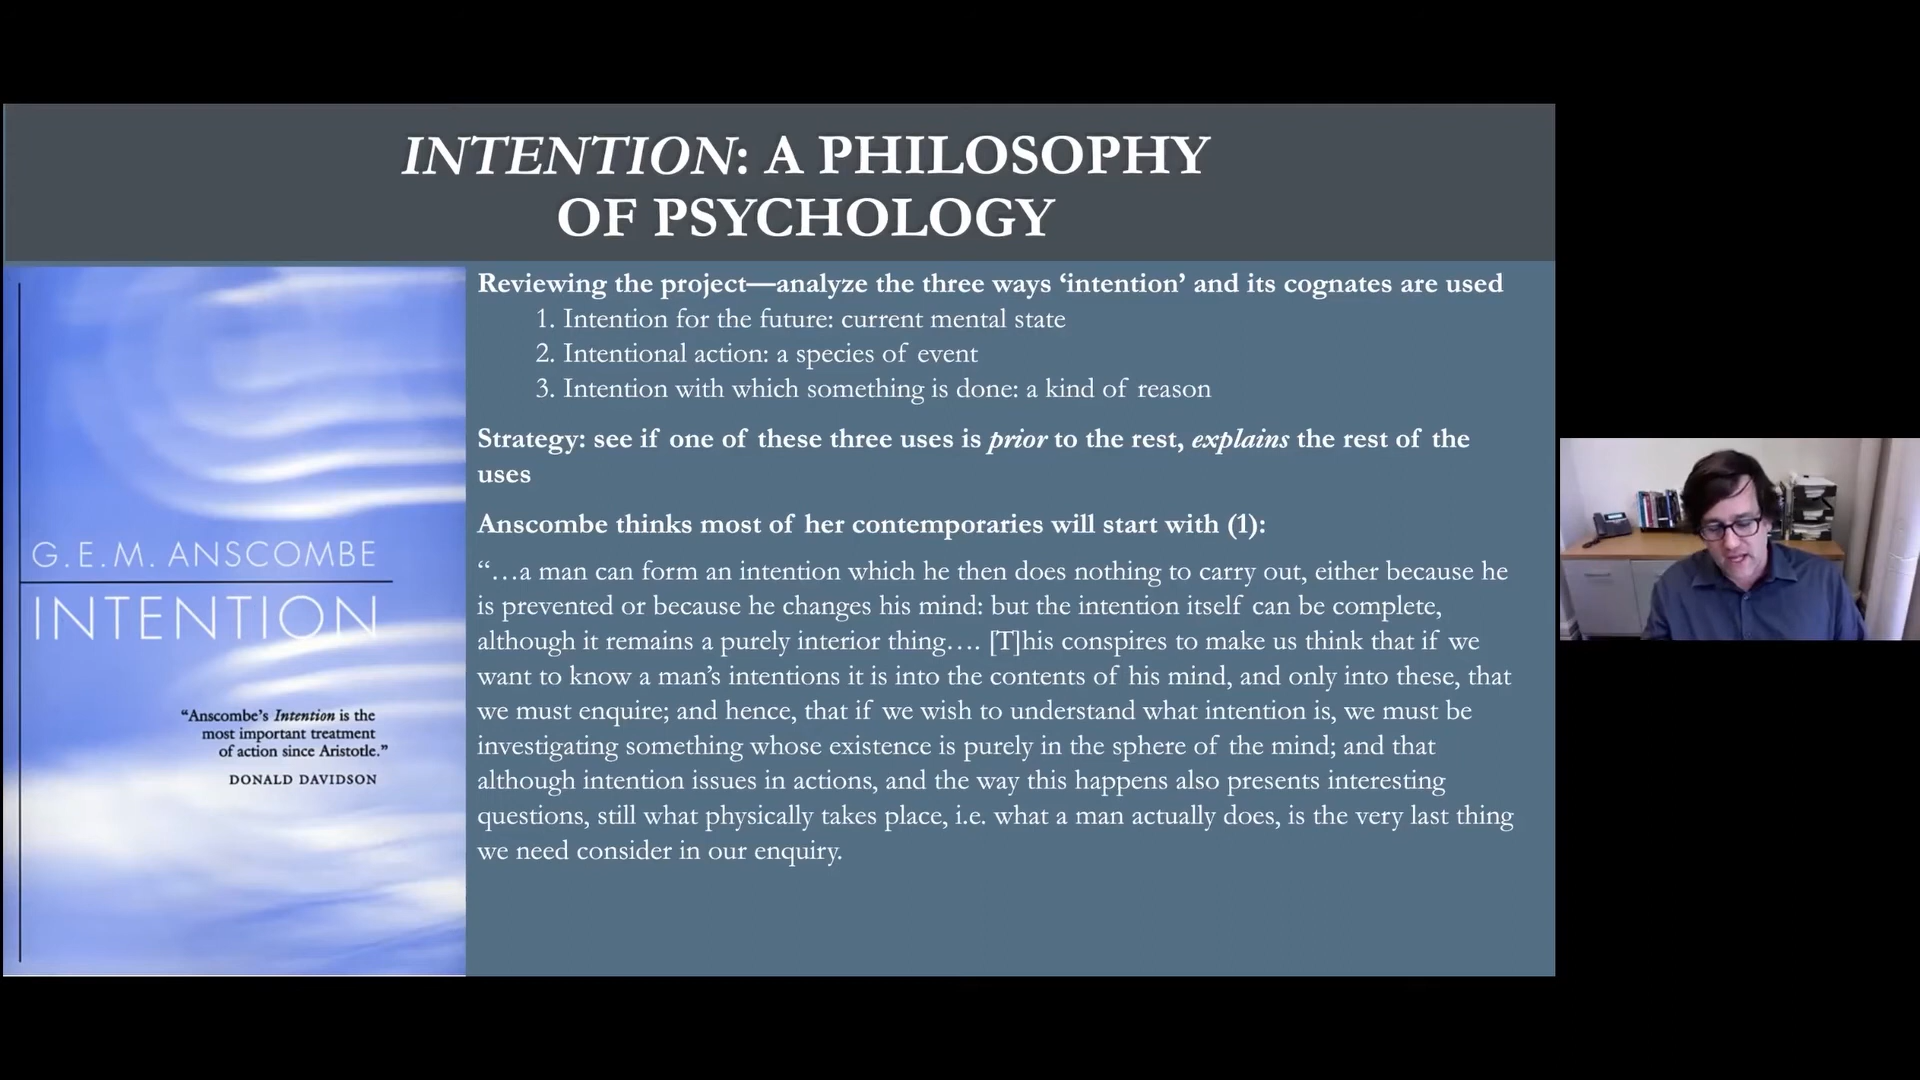 INTENTION: A PHILOSOPHY
OF PSYCHOLOGY
G.E.M. ANSCOMBE
INTENTION
“Anscombe’s Intention is the
most important treatment
of action since Aristotle.”
DONALD DAVIDSON
Reviewing the project—analyze the three ways ‘intention’ and its cognates are used
1. Intention for the future: current mental state
2. Intentional action: a species of event
3. Intention with which something is done: a kind of reason
Strategy: see if one of these three uses is prior to the rest, explains the rest of the
uses
Anscombe thinks most of her contemporaries will start with (1):
“…a man can form an intention which he then does nothing to carry out, either because he
is prevented or because he changes his mind: but the intention itself can be complete,
although it remains a purely interior thing…. [T]his conspires to make us think that if we
want to know a man’s intentions it is into the contents of his mind, and only into these, that
we must enquire; and hence, that if we wish to understand what intention is, we must be
investigating something whose existence is purely in the sphere of the mind; and that
although intention issues in actions, and the way this happens also presents interesting
questions, still what physically takes place, i.e. what a man actually does, is the very last thing
we need consider in our enquiry.